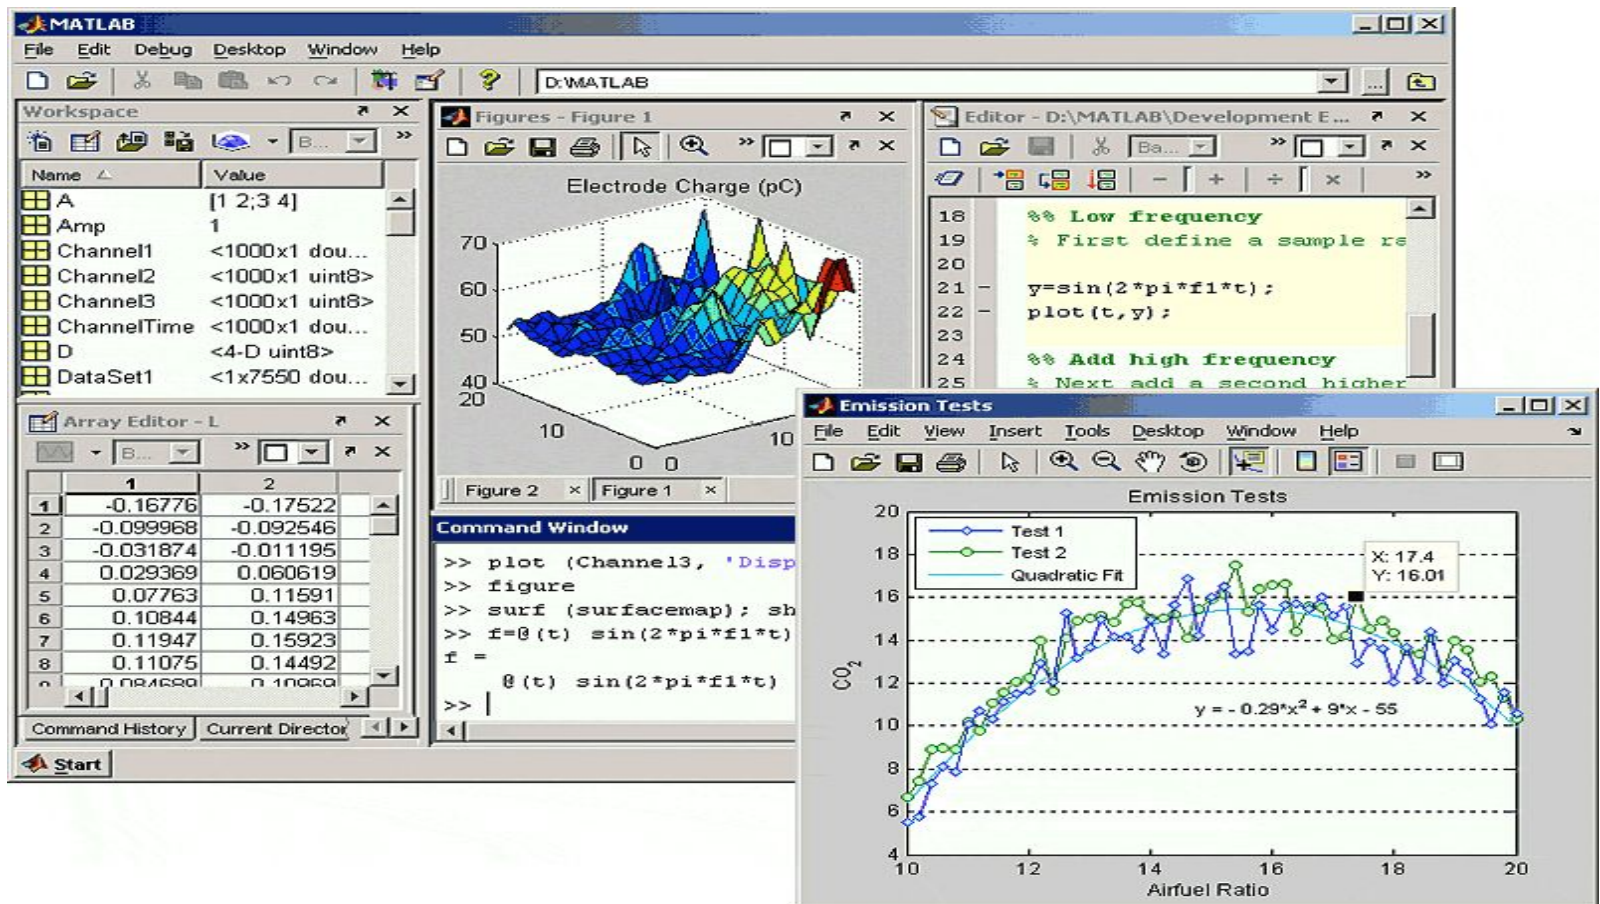 MATLAB
File Edit Debug Desktop Window Help
D:\MATLAB
Workspace
B...
Name Value
A [1 2;3 4]
Amp 1
Channel1 <1000x1 dou...
Channel2 <1000x1 uint8>
Channel3 <1000x1 uint8>
ChannelTime <1000x1 dou...
D <4-D uint8>
DataSet1 <1x7550 dou...
Array Editor - L
B...
1 2
1 -0.16776 -0.17522
2 -0.099968 -0.092546
3 -0.031874 -0.011195
4 0.029369 0.060619
5 0.07763 0.11591
6 0.10844 0.14963
7 0.11947 0.15923
8 0.11075 0.14492
0.084689 0.10969
Command History Current Director
Start
Figures - Figure 1
Electrode Charge (pC)
70
60
50
40
20
10
0 0
10
Figure 2 Figure 1
Command Window
>> plot (Channel3, 'Disp
>> figure
>> surf (surfacemap); sh
>> f=@(t) sin(2*pi*f1*t)
f =
@(t) sin(2*pi*f1*t)
>>
Editor - D:\MATLAB\Development E...
Ba...
18 %% Low frequency
19 % First define a sample ra
20
21 - y=sin(2*pi*f1*t);
22 - plot(t,y);
23
24 %% Add high frequency
25 % Next add a second higher
Emission Tests
File Edit View Insert Tools Desktop Window Help
Emission Tests
Test 1
Test 2
Quadratic Fit
X: 17.4
Y: 16.01
y = - 0.29*x² + 9*x - 55
CO₂
20
18
16
14
12
10
8
6
4
10 12 14 16 18 20
Airfuel Ratio